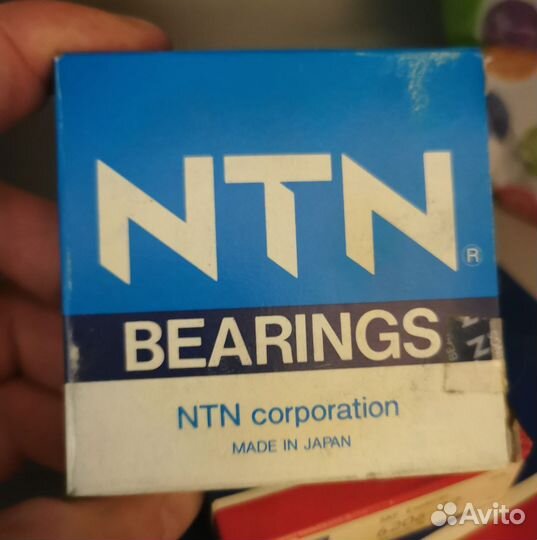 NTN®
BEARINGS
NTN corporation
MADE IN JAPAN
Avito